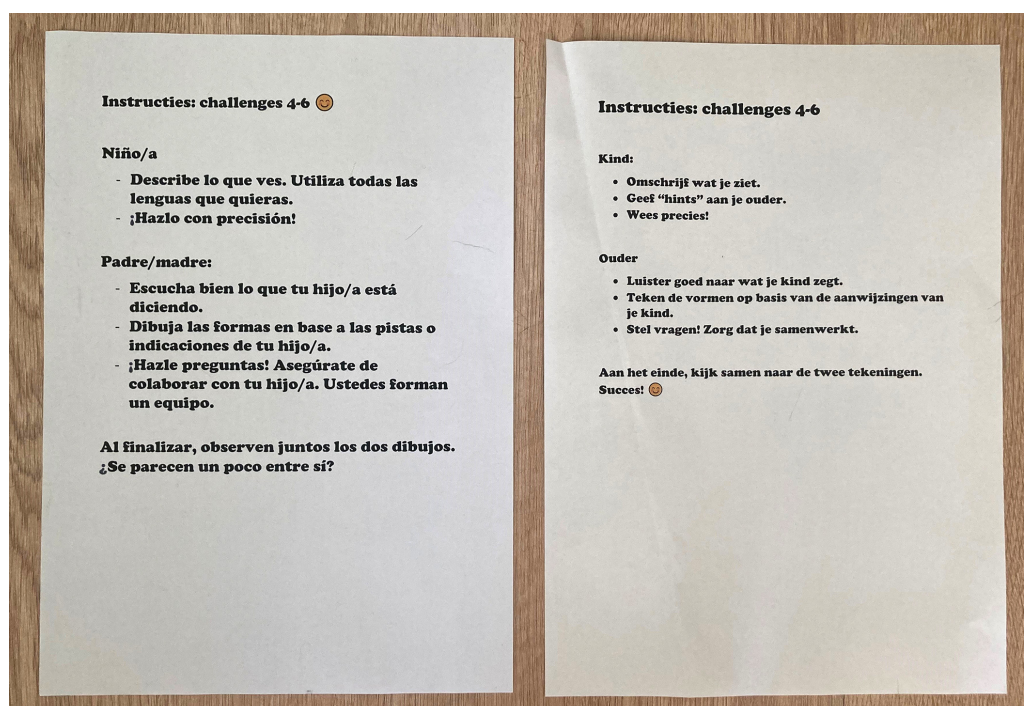 Instructies: challenges 4-6 😊
Niño/a
- Describe lo que ves. Utiliza todas las
lenguas que quieras.
- ¡Hazlo con precisión!
Padre/madre:
- Escucha bien lo que tu hijo/a está
diciendo.
- Dibuja las formas en base a las pistas o
indicaciones de tu hijo/a.
- ¡Hazle preguntas! Asegúrate de
colaborar con tu hijo/a. Ustedes forman
un equipo.
Al finalizar, observen juntos los dos dibujos.
¿Se parecen un poco entre sí?
Instructies: challenges 4-6
Kind:
• Omschrijf wat je ziet.
• Geef “hints” aan je ouder.
• Wees precies!
Ouder
• Luister goed naar wat je kind zegt.
• Teken de vormen op basis van de aanwijzingen van
je kind.
• Stel vragen! Zorg dat je samenwerkt.
Aan het einde, kijk samen naar de twee tekeningen.
Succes! 😊